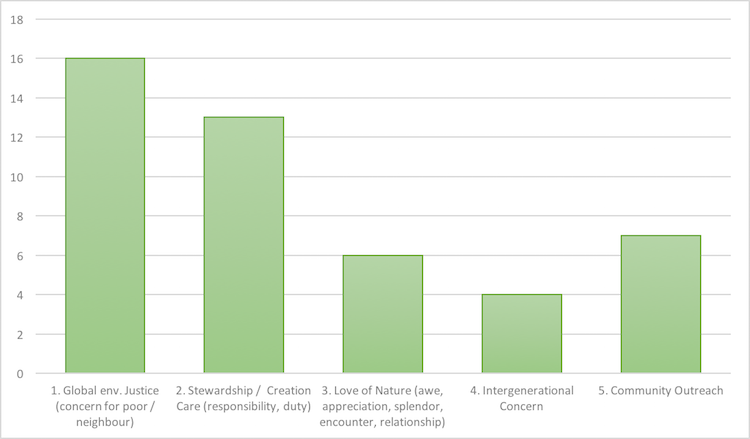 18
16
14
12
10
8
6
4
2
0
1. Global env. Justice
(concern for poor /
neighbour)
2. Stewardship / Creation
Care (responsibility, duty)
3. Love of Nature (awe,
appreciation, splendor,
encounter, relationship)
4. Intergenerational
Concern
5. Community Outreach